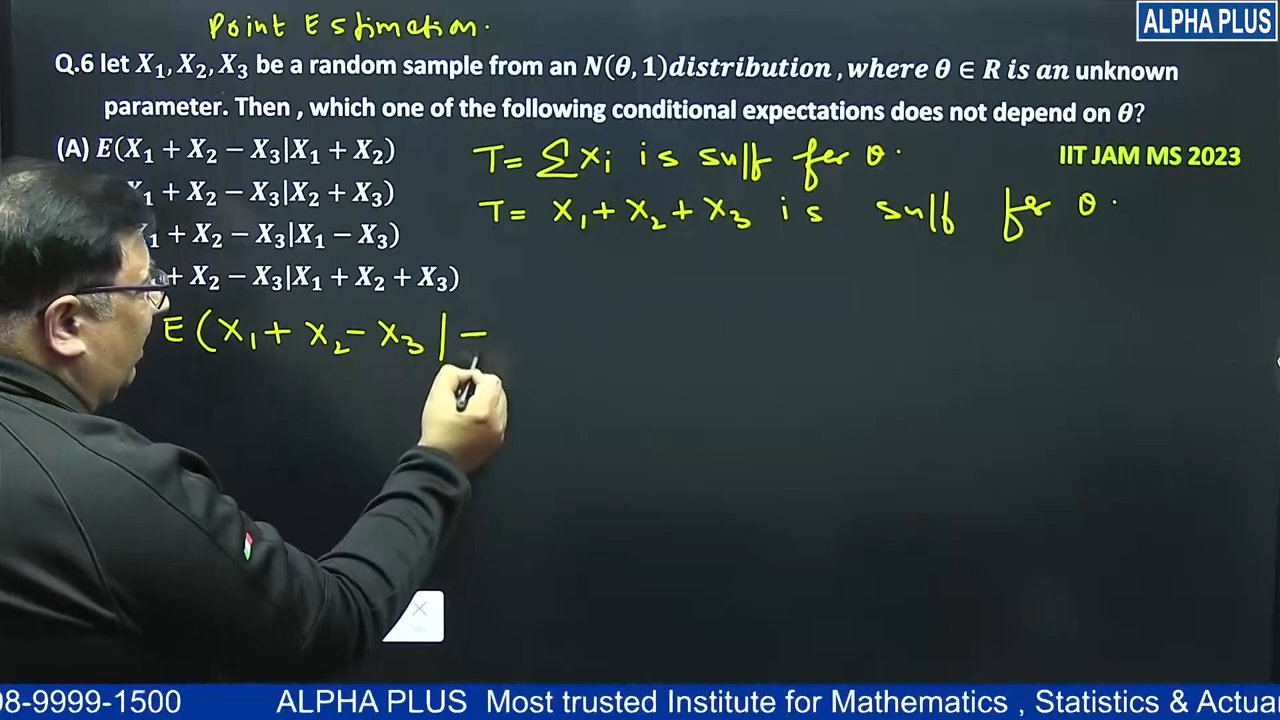 Point Estimation.
ALPHA PLUS
Q.6 let X₁, X₂, X₃ be a random sample from an N(θ, 1)distribution ,where θ ∈ R is an unknown
parameter. Then , which one of the following conditional expectations does not depend on θ?
(A) E(X₁ + X₂ − X₃|X₁ + X₂)
T= ∑xᵢ is suff for θ.
IIT JAM MS 2023
X₁ + X₂ − X₃|X₂ + X₃)
T= X₁+ X₂ + X₃ is suff for θ.
₁ + X₂ − X₃|X₁ − X₃)
+ X₂ − X₃|X₁ + X₂ + X₃)
E(X₁+ X₂− X₃|−
98-9999-1500 ALPHA PLUS Most trusted Institute for Mathematics , Statistics & Actua